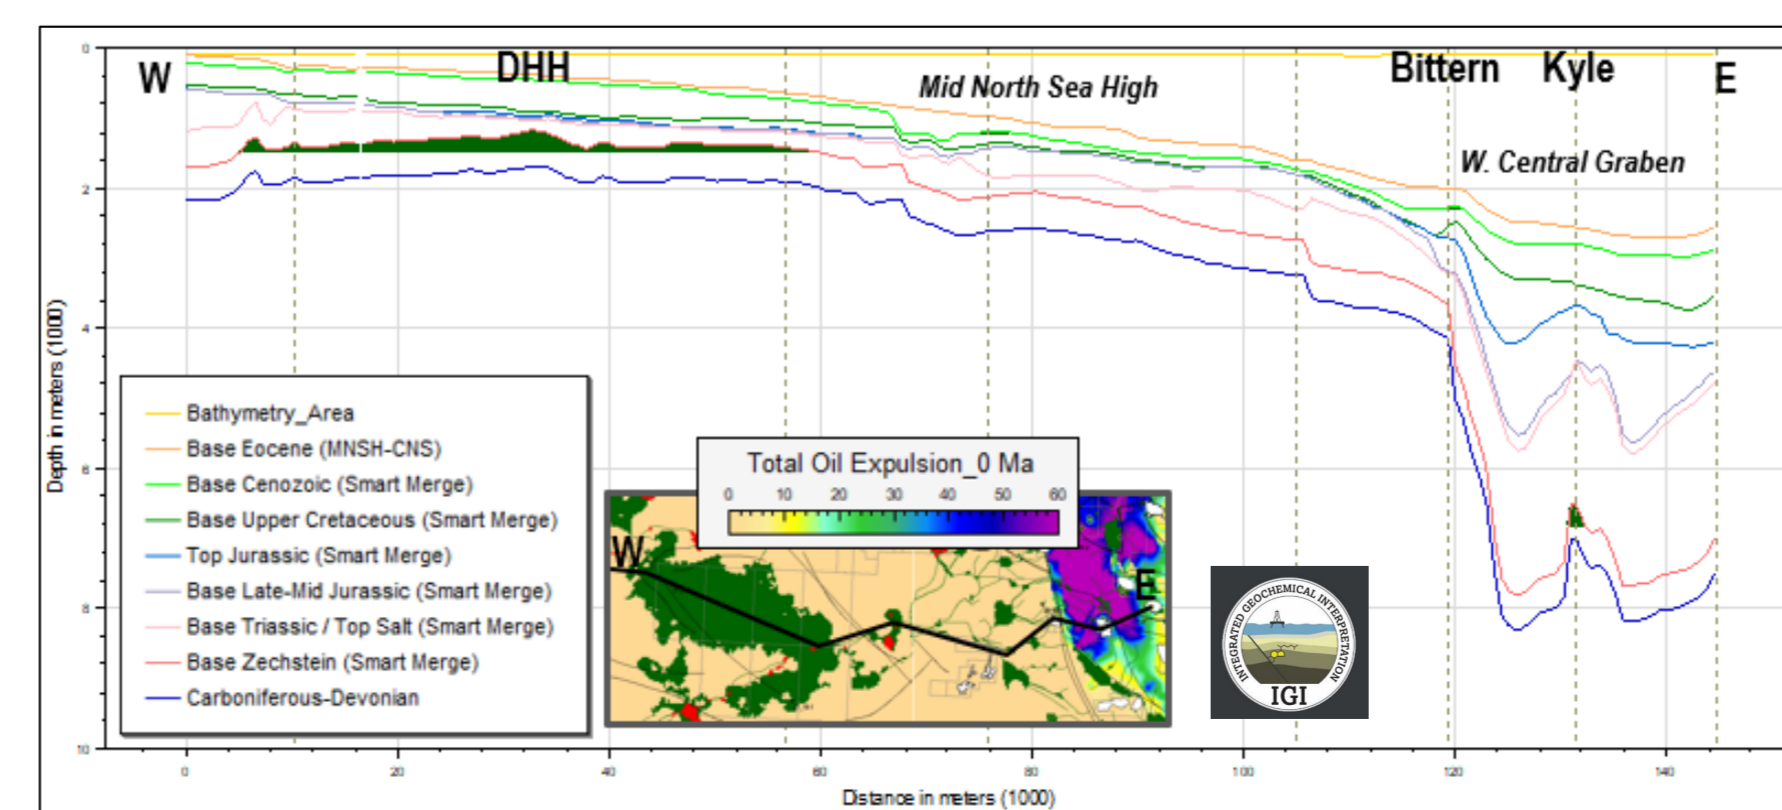 W
DHH
Mid North Sea High
Bittern
Kyle
E
W. Central Graben
0
2
4
6
8
10
Depth in meters (1000)
Bathymetry_Area
Base Eocene (MNSH-CNS)
Base Cenozoic (Smart Merge)
Base Upper Cretaceous (Smart Merge)
Top Jurassic (Smart Merge)
Base Late-Mid Jurassic (Smart Merge)
Base Triassic / Top Salt (Smart Merge)
Base Zechstein (Smart Merge)
Carboniferous-Devonian
Total Oil Expulsion_0 Ma
0 10 20 30 40 50 60
W
E
INTEGRATED GEOCHEMICAL INTERPRETATION
IGI
0 20 40 60 80 100 120 140
Distance in meters (1000)